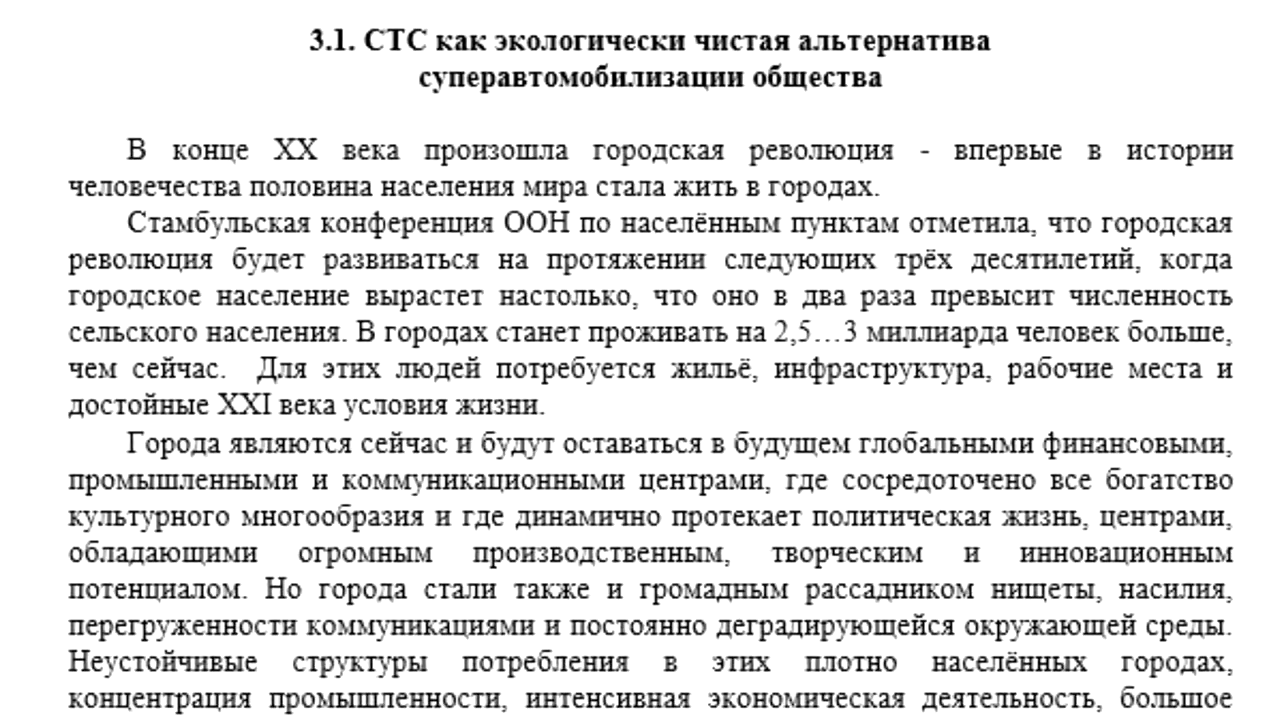 3.1. СТС как экологически чистая альтернатива
суперавтомобилизации общества
В конце XX века произошла городская революция - впервые в истории
человечества половина населения мира стала жить в городах.
Стамбульская конференция ООН по населённым пунктам отметила, что городская
революция будет развиваться на протяжении следующих трёх десятилетий, когда
городское население вырастет настолько, что оно в два раза превысит численность
сельского населения. В городах станет проживать на 2,5…3 миллиарда человек больше,
чем сейчас.  Для этих людей потребуется жильё, инфраструктура, рабочие места и
достойные XXI века условия жизни.
Города являются сейчас и будут оставаться в будущем глобальными финансовыми,
промышленными и коммуникационными центрами, где сосредоточено все богатство
культурного многообразия и где динамично протекает политическая жизнь, центрами,
обладающими огромным производственным, творческим и инновационным
потенциалом. Но города стали также и громадным рассадником нищеты, насилия,
перегруженности коммуникациями и постоянно деградирующейся окружающей среды.
Неустойчивые структуры потребления в этих плотно населённых городах,
концентрация промышленности, интенсивная экономическая деятельность, большое